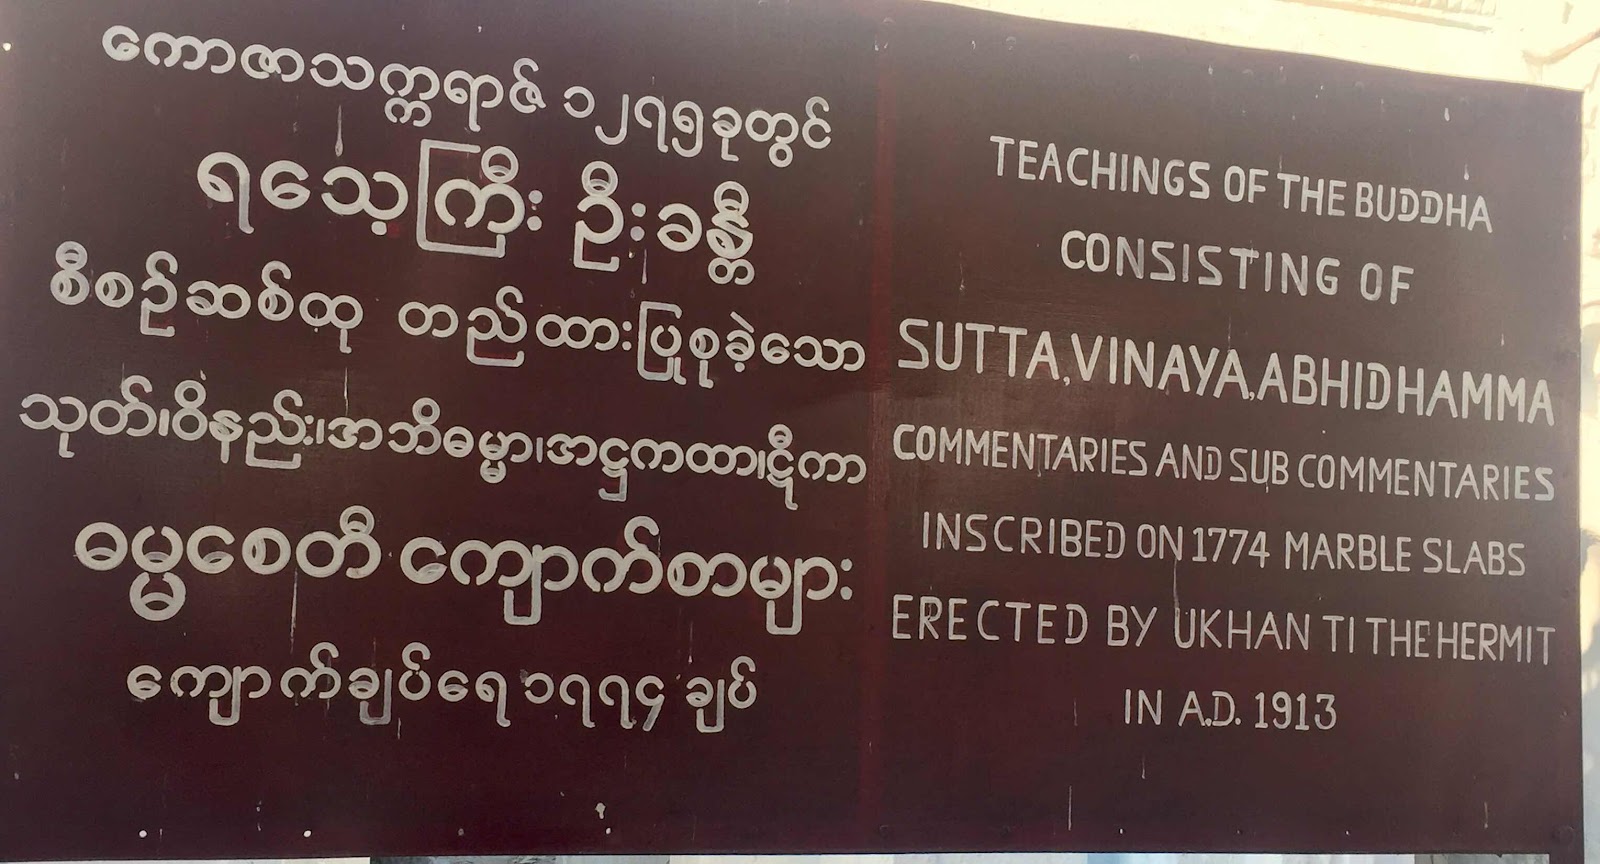 ကောဇာသက္ကရာဇ် ၁၂၇၅ခုတွင်
ရသေ့ကြီး ဦးခန္တီ
စီစဉ်ဆစ်ထု တည်ထားပြုစုခဲ့သော
သုတ်၊ဝိနည်း၊အဘိဓမ္မာ၊အဋ္ဌကထာ၊ဋီကာ
ဓမ္မစေတီ ကျောက်စာများ
ကျောက်ချပ်ရေ ၁၇၇၄ ချပ်
TEACHINGS OF THE BUDDHA
CONSISTING OF
SUTTA,VINAYA,ABHIDHAMMA
COMMENTARIES AND SUB COMMENTARIES
INSCRIBED ON 1774 MARBLE SLABS
ERECTED BY U KHAN TI THE HERMIT
IN A.D. 1913